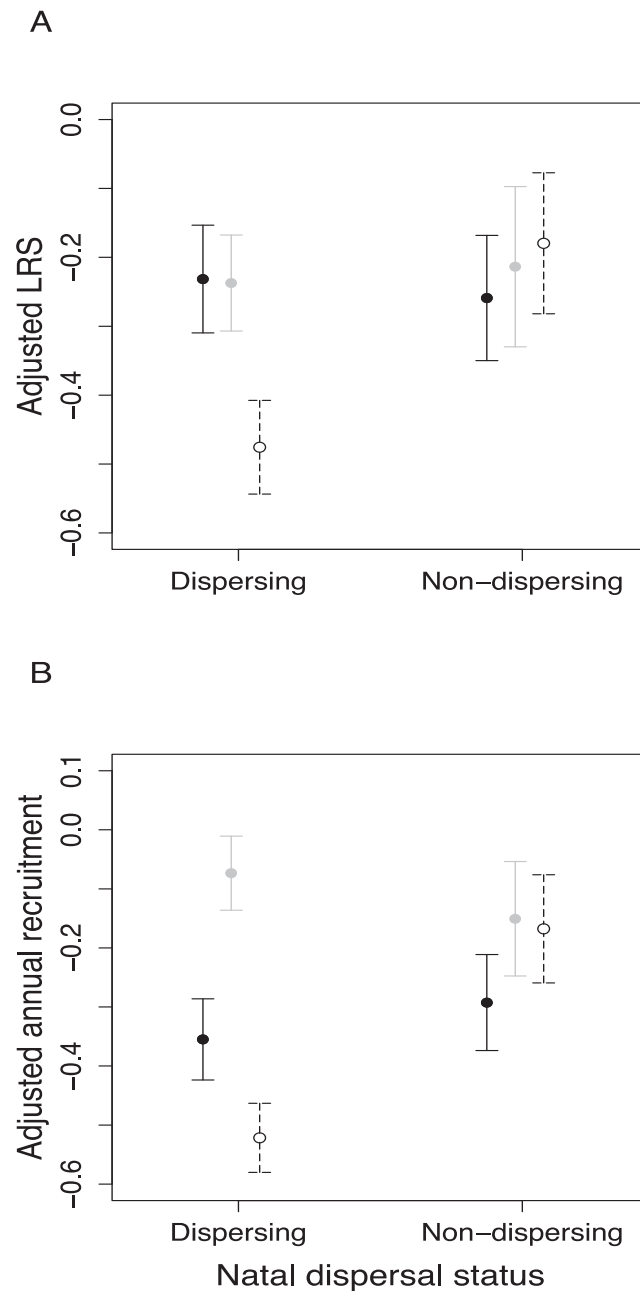 A
Adjusted LRS
0.0
−0.2
−0.4
−0.6
Dispersing
Non−dispersing
B
Adjusted annual recruitment
0.1
0.0
−0.2
−0.4
−0.6
Dispersing
Non−dispersing
Natal dispersal status